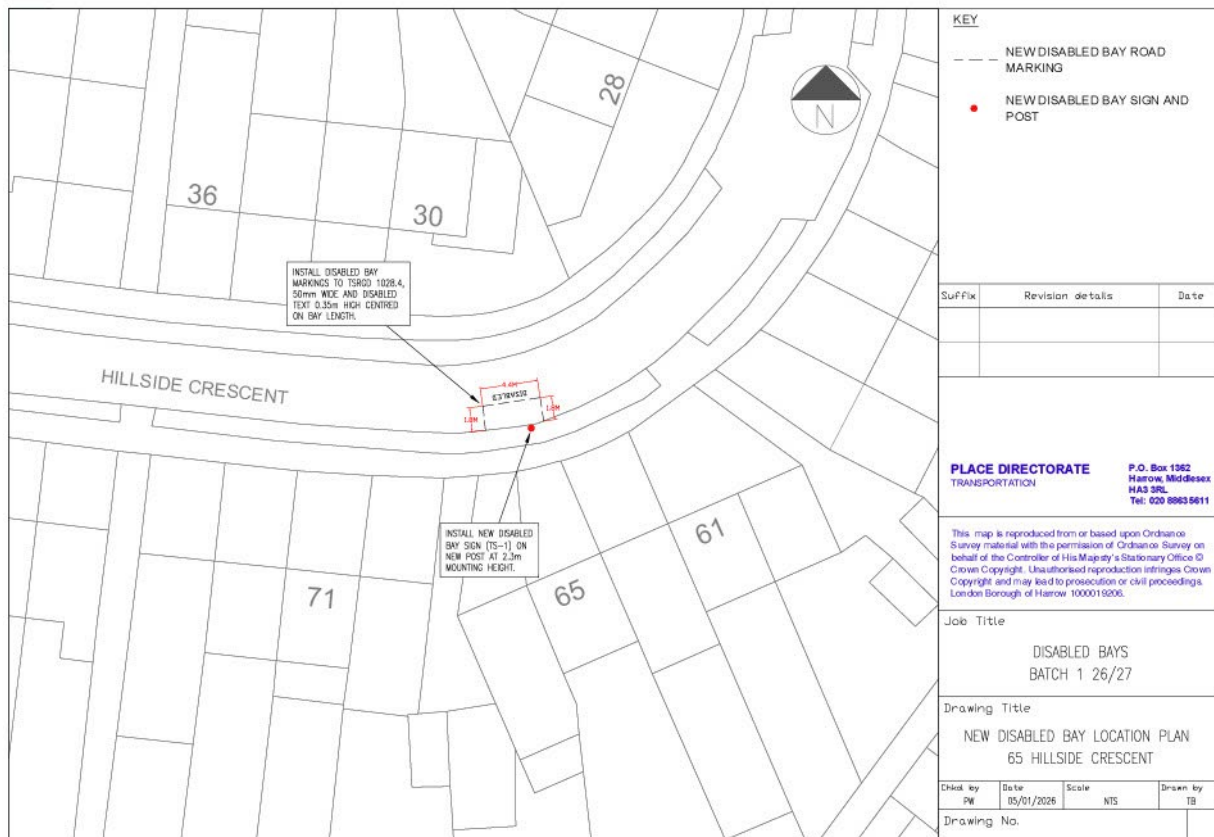 28
36
30
INSTALL DISABLED BAY
MARKINGS TO TSRGD 1028.4,
50mm WIDE AND DISABLED
TEXT 0.35m HIGH CENTRED
ON BAY LENGTH.
HILLSIDE CRESCENT
DISABLED
INSTALL NEW DISABLED
BAY SIGN (TS-1) ON
NEW POST AT 2.3m
MOUNTING HEIGHT.
71
65
61
N
KEY
NEW DISABLED BAY ROAD
MARKING
NEW DISABLED BAY SIGN AND
POST
Suffix Revision details Date
PLACE DIRECTORATE
TRANSPORTATION
P.O. Box 1362
Harrow, Middlesex
HA3 3RL
Tel: 020 88635611
This map is reproduced from or based upon Ordnance
Survey material with the permission of Ordnance Survey on
behalf of the Controller of His Majesty's Stationary Office ©
Crown Copyright. Unauthorised reproduction infringes Crown
Copyright and may lead to prosecution or civil proceedings.
London Borough of Harrow 1000019206.
Job Title
DISABLED BAYS
BATCH 1 26/27
Drawing Title
NEW DISABLED BAY LOCATION PLAN
65 HILLSIDE CRESCENT
Chkd by Date Scale Drawn by
PW 05/01/2026 NTS TB
Drawing No.